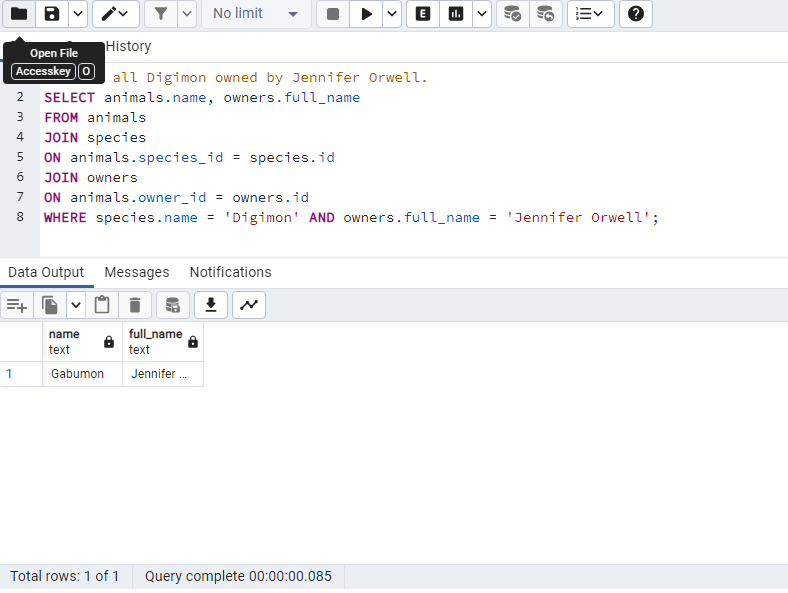 No limit
E
Open File
Accesskey O
History
all Digimon owned by Jennifer Orwell.
2 SELECT animals.name, owners.full_name
3 FROM animals
4 JOIN species
5 ON animals.species_id = species.id
6 JOIN owners
7 ON animals.owner_id = owners.id
8 WHERE species.name = 'Digimon' AND owners.full_name = 'Jennifer Orwell';
Data Output Messages Notifications
name full_name
text text
1 Gabumon Jennifer ...
Total rows: 1 of 1 Query complete 00:00:00.085